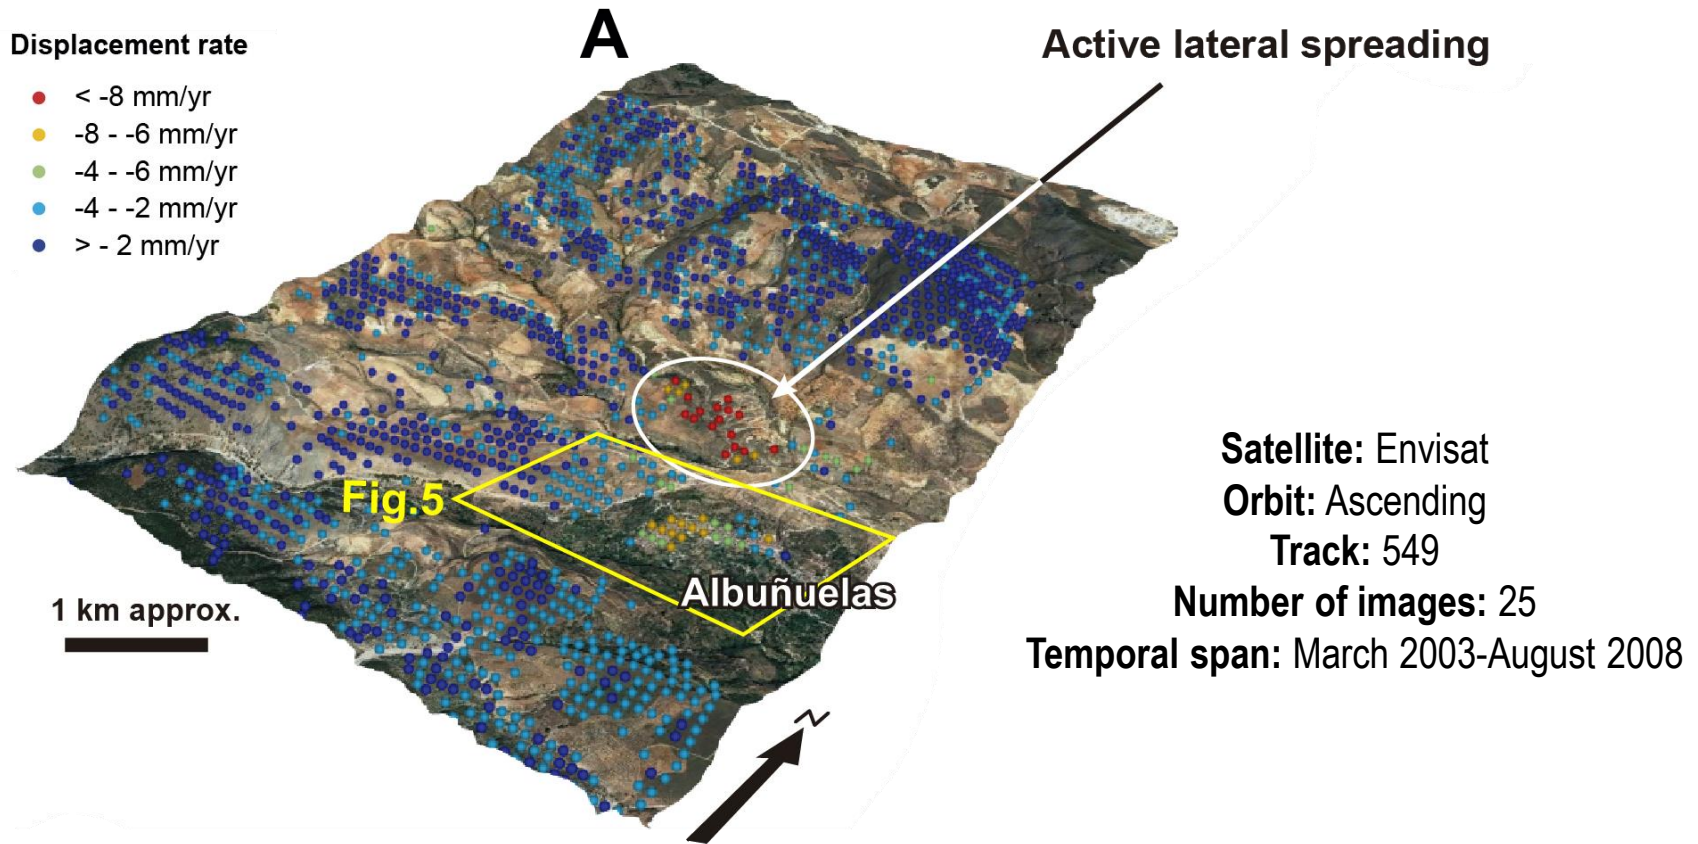 A
Displacement rate
< -8 mm/yr
-8 - -6 mm/yr
-4 - -6 mm/yr
-4 - -2 mm/yr
> - 2 mm/yr
Active lateral spreading
Fig.5
Albuñuelas
1 km approx.
N
Satellite: Envisat
Orbit: Ascending
Track: 549
Number of images: 25
Temporal span: March 2003-August 2008